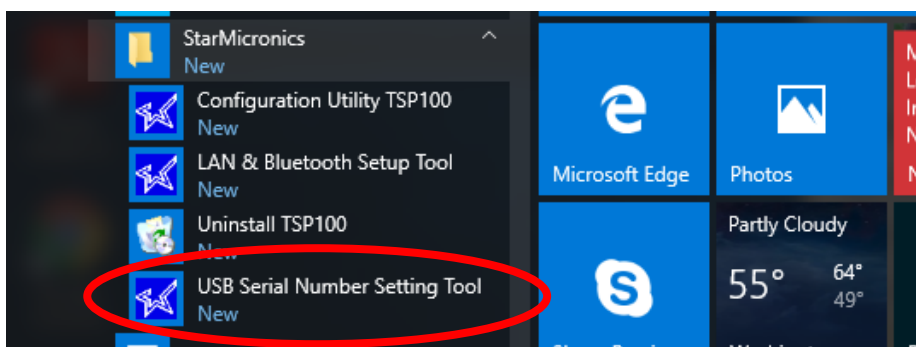 StarMicronics
New
Configuration Utility TSP100
New
LAN & Bluetooth Setup Tool
New
Uninstall TSP100
New
USB Serial Number Setting Tool
New
Microsoft Edge
Photos
Partly Cloudy
55°
64°
49°